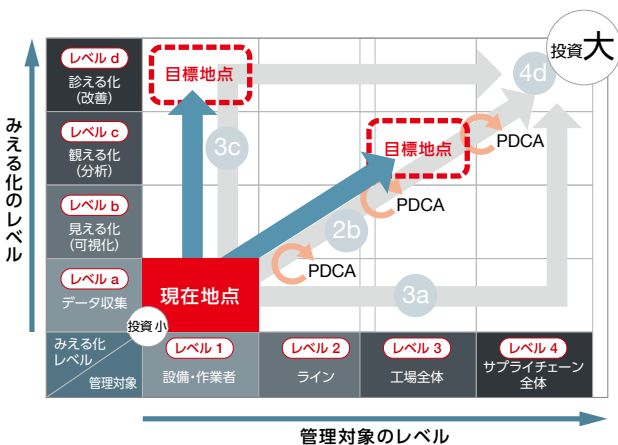 投資大
レベル d
診える化
(改善)
目標地点
4d
レベル c
観える化
(分析)
3c
目標地点
PDCA
レベル b
見える化
(可視化)
2b
PDCA
レベル a
データ収集
現在地点
PDCA
3a
投資小
みえる化
レベル
管理対象
レベル 1
設備・作業者
レベル 2
ライン
レベル 3
工場全体
レベル 4
サプライチェーン
全体
みえる化のレベル
管理対象のレベル